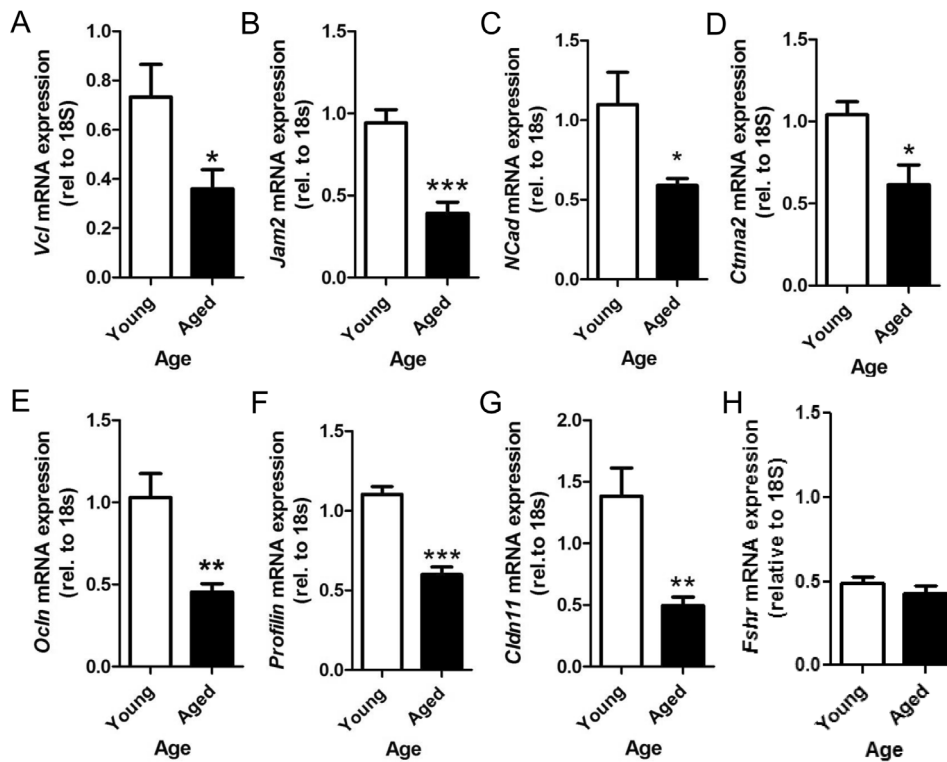 A
Vcl mRNA expression
(rel. to 18S)
0.8
0.6
0.4
0.2
0.0
*
Young
Aged
Age
B
Jam2 mRNA expression
(rel. to 18s)
1.5
1.0
0.5
0.0
***
Young
Aged
Age
C
NCad mRNA expression
(rel. to 18s)
1.5
1.0
0.5
0.0
*
Young
Aged
Age
D
Ctnna2 mRNA expression
(rel. to 18S)
1.5
1.0
0.5
0.0
*
Young
Aged
Age
E
Ocln mRNA expression
(rel. to 18s)
1.5
1.0
0.5
0.0
**
Young
Aged
Age
F
Profilin mRNA expression
(rel. to 18s)
1.5
1.0
0.5
0.0
***
Young
Aged
Age
G
Cldn11 mRNA expression
(rel.to 18s)
2.0
1.5
1.0
0.5
0.0
**
Young
Aged
Age
H
Fshr mRNA expression
(relative to 18S)
1.5
1.0
0.5
0.0
Young
Aged
Age